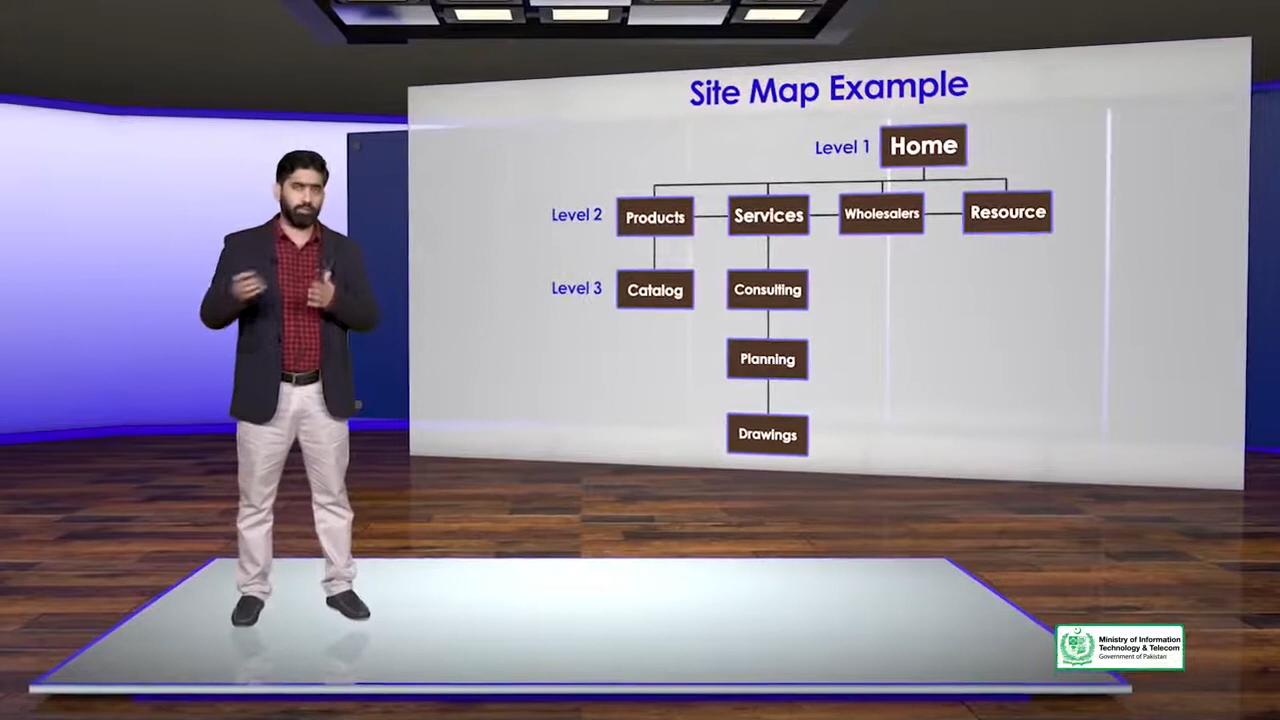 Site Map Example
Level 1
Home
Level 2
Products
Services
Wholesalers
Resource
Level 3
Catalog
Consulting
Planning
Drawings
Ministry of Information
Technology & Telecom
Government of Pakistan